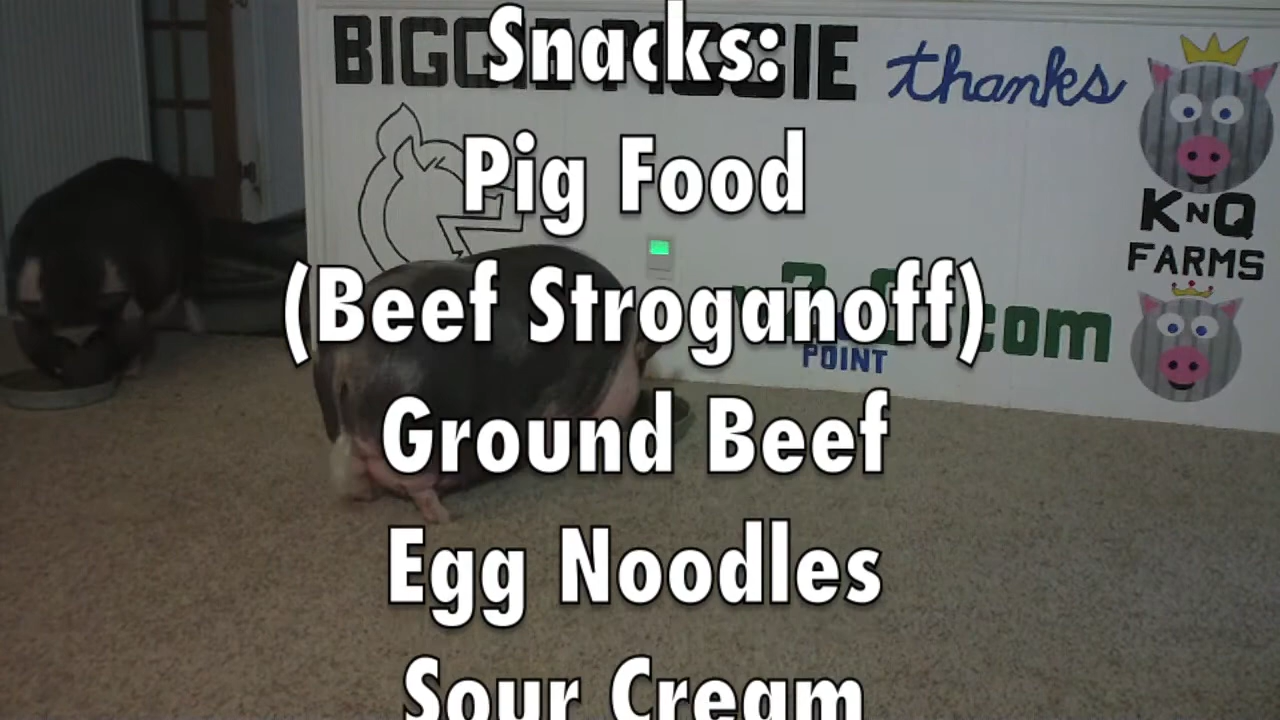 Snacks:
Pig Food
(Beef Stroganoff)
Ground Beef
Egg Noodles
Sour Cream
thanks
KNQ
FARMS
com
POINT